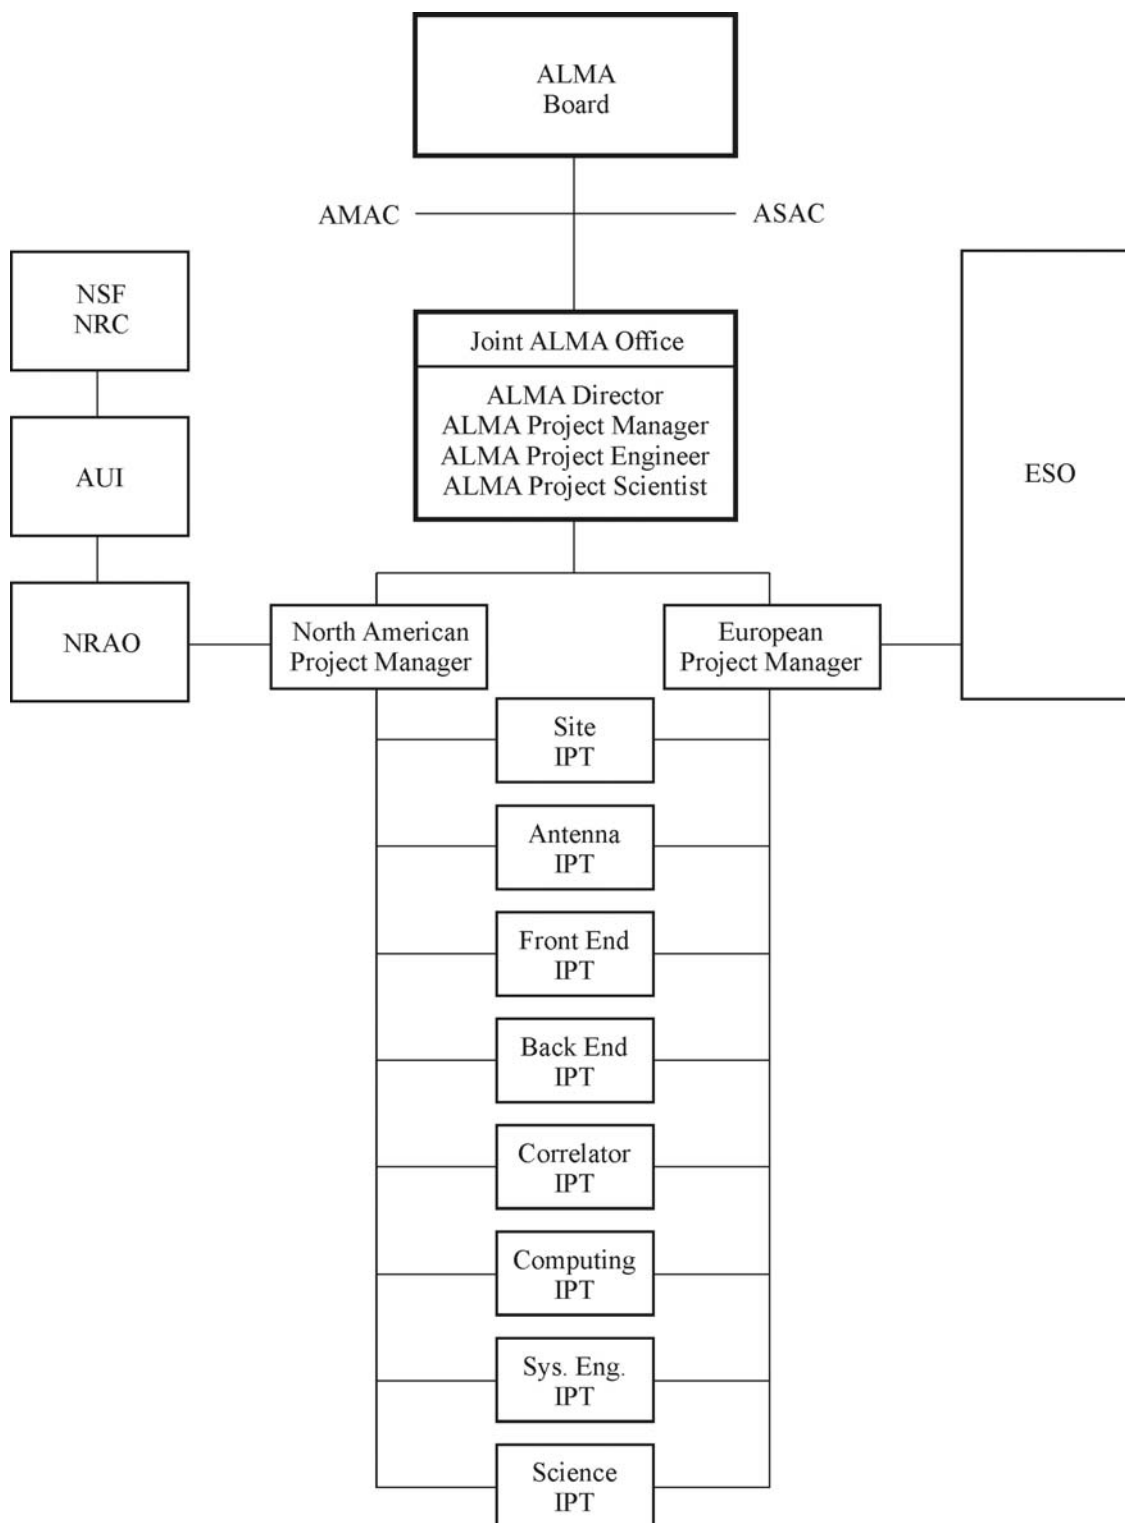 ALMA
Board
AMAC
ASAC
NSF
NRC
Joint ALMA Office
ALMA Director
ALMA Project Manager
ALMA Project Engineer
ALMA Project Scientist
AUI
ESO
NRAO
North American
Project Manager
European
Project Manager
Site
IPT
Antenna
IPT
Front End
IPT
Back End
IPT
Correlator
IPT
Computing
IPT
Sys. Eng.
IPT
Science
IPT